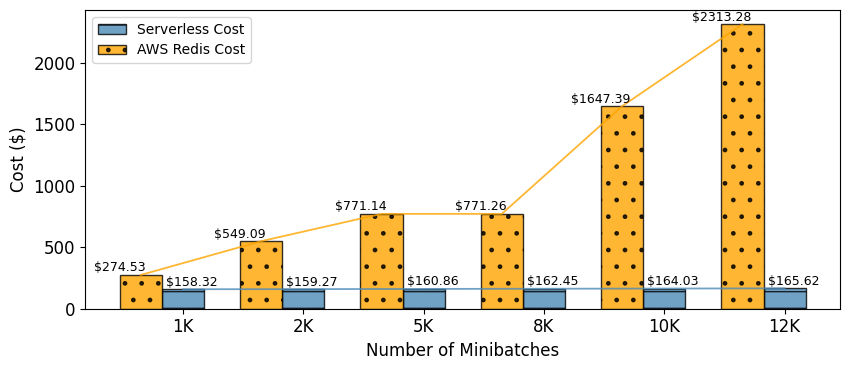 Serverless Cost
AWS Redis Cost
Cost ($)
2000
1500
1000
500
0
$274.53
$158.32
$549.09
$159.27
$771.14
$160.86
$771.26
$162.45
$1647.39
$164.03
$2313.28
$165.62
1K
2K
5K
8K
10K
12K
Number of Minibatches